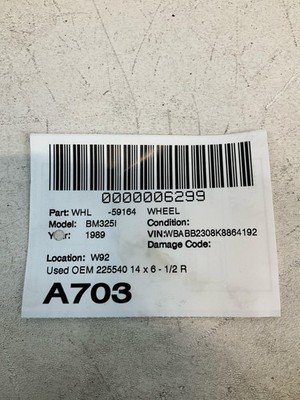 0000006299
Part: WHL -59164 WHEEL
Model: BM325I Condition:
Year: 1989 VIN:WBABB2308K8864192
Damage Code:
Location: W92
Used OEM 225540 14 x 6 - 1/2 R
A703